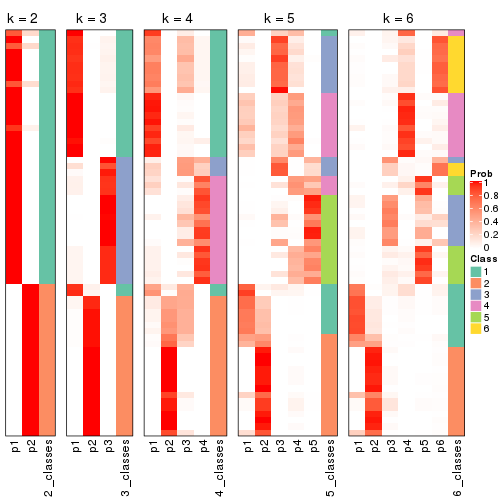 k = 2
k = 3
k = 4
k = 5
k = 6
p1
p2
2_classes
p1
p2
p3
3_classes
p1
p2
p3
p4
4_classes
p1
p2
p3
p4
p5
5_classes
p1
p2
p3
p4
p5
p6
6_classes
Prob
1
0.8
0.6
0.4
0.2
0
Class
1
2
3
4
5
6